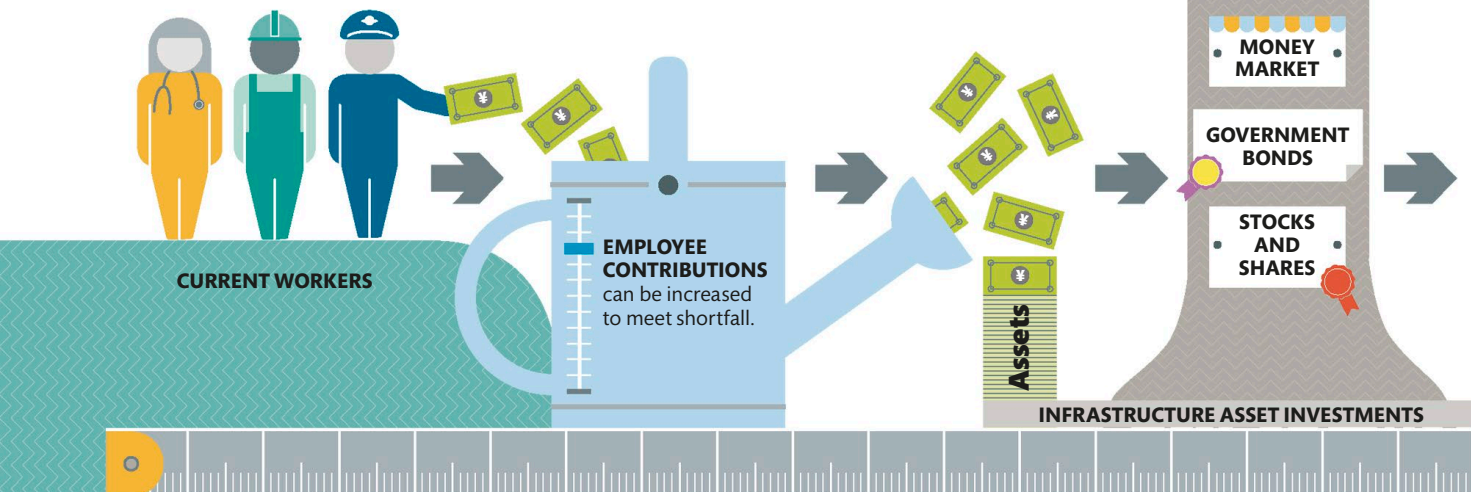 CURRENT WORKERS
EMPLOYEE
CONTRIBUTIONS
can be increased
to meet shortfall.
¥
¥
¥
¥
¥
¥
¥
¥
Assets
MONEY
MARKET
GOVERNMENT
BONDS
STOCKS
AND
SHARES
INFRASTRUCTURE ASSET INVESTMENTS